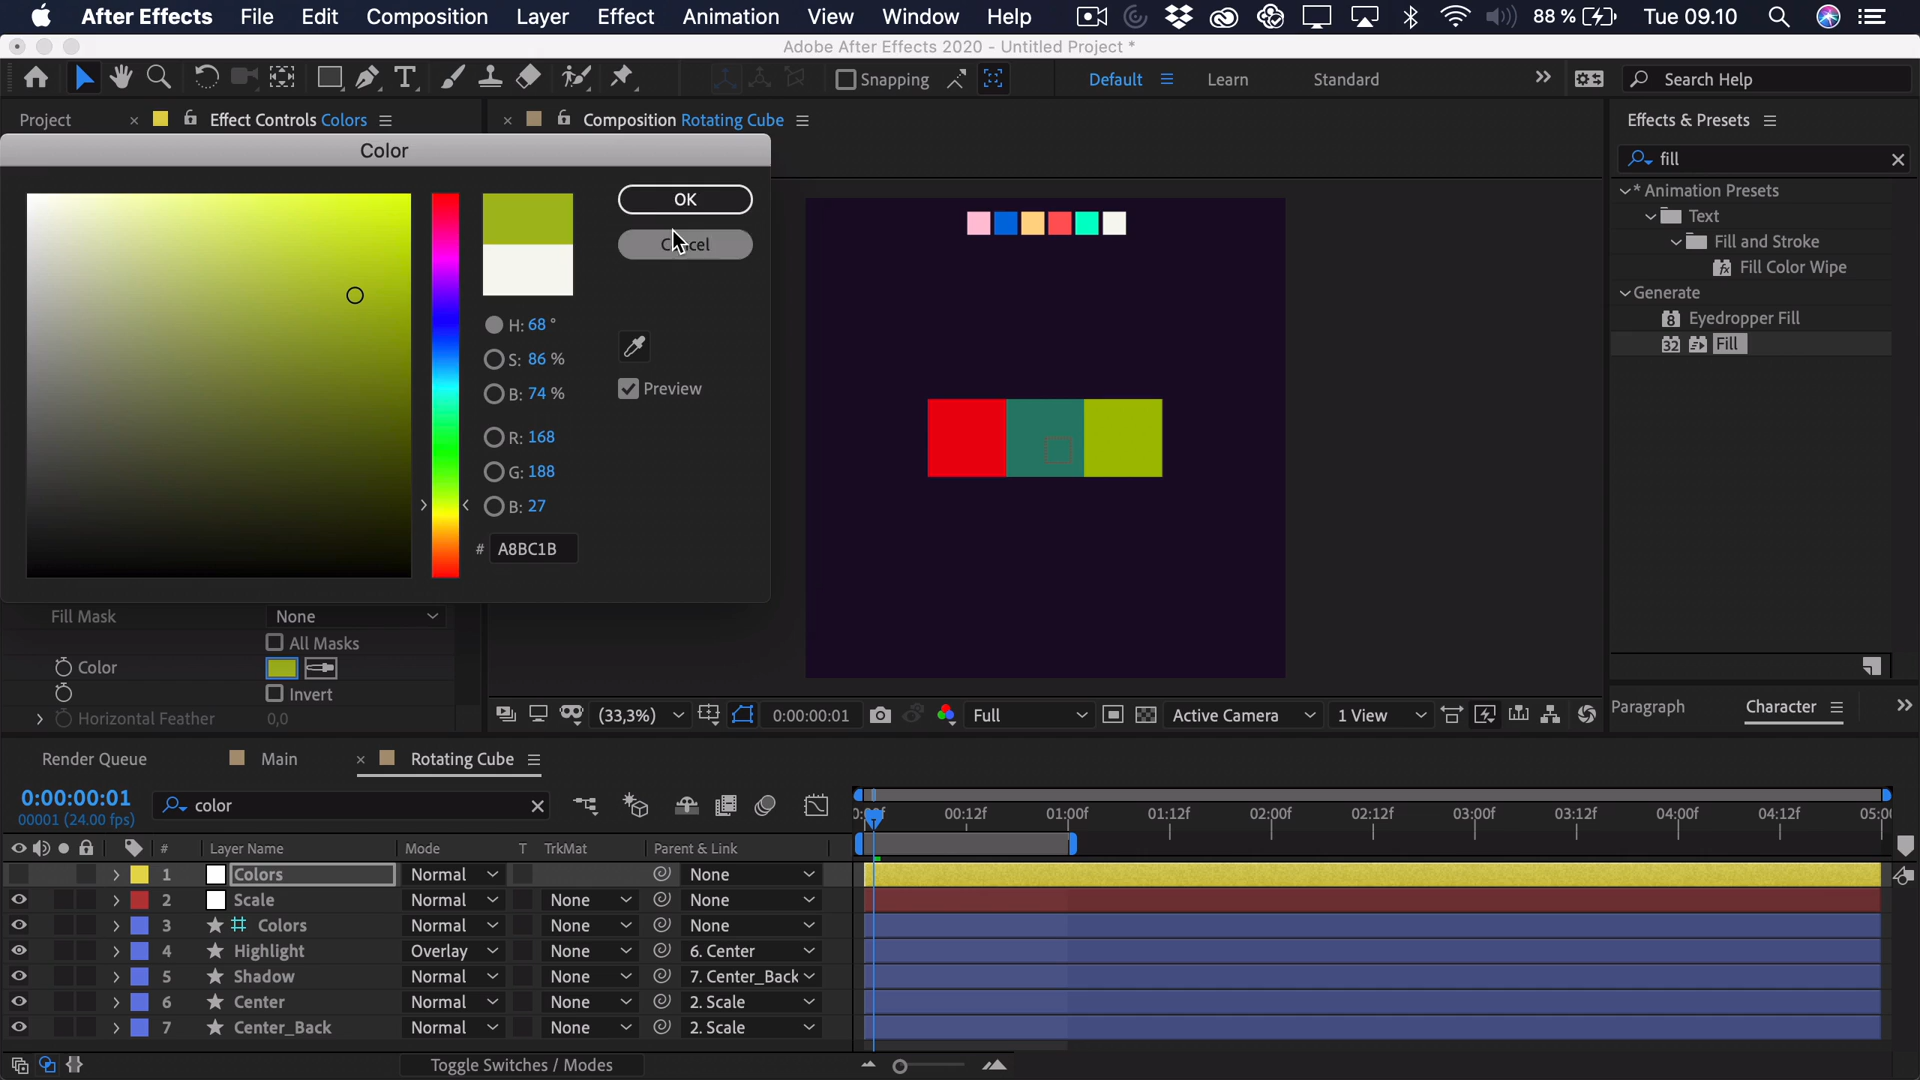 After Effects File Edit Composition Layer Effect Animation View Window Help 88 % Tue 09.10
Adobe After Effects 2020 - Untitled Project *
Snapping Default Learn Standard Search Help
Project Effect Controls Colors Composition Rotating Cube Effects & Presets
Color
fill
OK
* Animation Presets
Cancel
Text
Fill and Stroke
Fill Color Wipe
Generate
Eyedropper Fill
Fill
H: 68 °
S: 86 %
B: 74 %
Preview
R: 168
G: 188
B: 27
# A8BC1B
Fill Mask None
All Masks
Color
Invert
Horizontal Feather 0,0
(33,3%) 0:00:00:01 Full Active Camera 1 View
Paragraph Character
Render Queue Main Rotating Cube
0:00:00:01
00001 (24.00 fps)
color
00:12f 01:00f 01:12f 02:00f 02:12f 03:00f 03:12f 04:00f 04:12f 05:00
# Layer Name Mode T TrkMat Parent & Link
1 Colors Normal None
2 Scale Normal None None
3 Colors Normal None None
4 Highlight Overlay None 6. Center
5 Shadow Normal None 7. Center_Back
6 Center Normal None 2. Scale
7 Center_Back Normal None 2. Scale
Toggle Switches / Modes